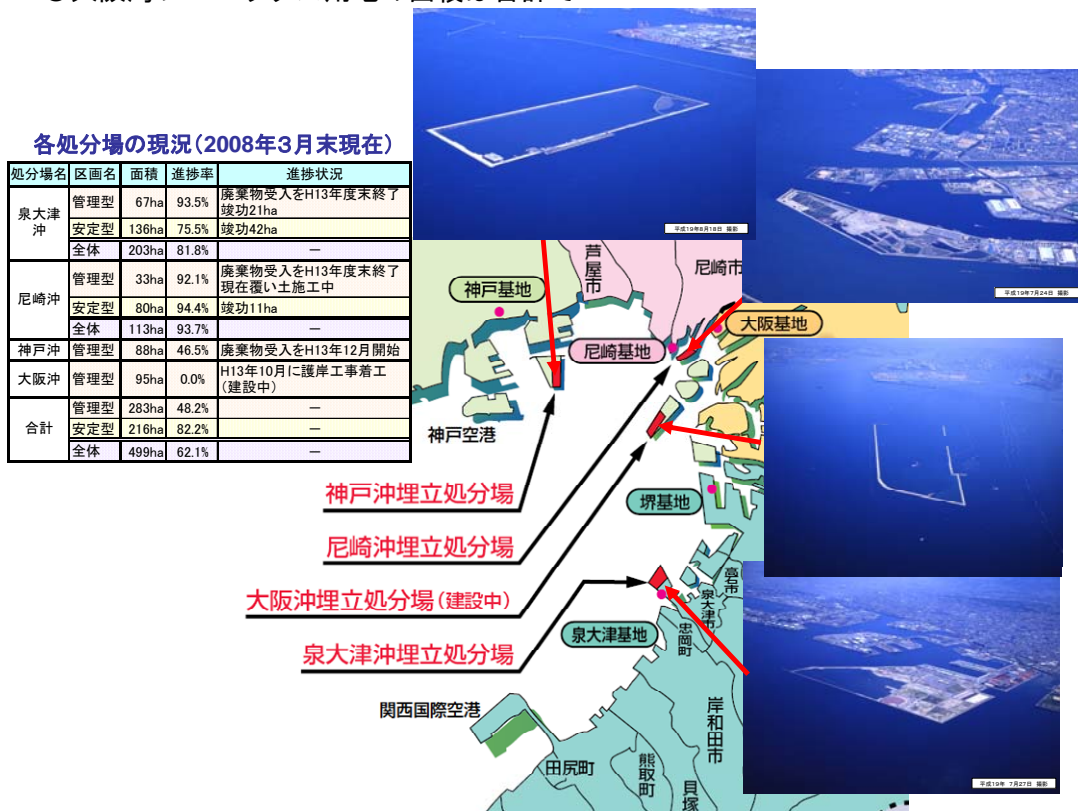 各処分場の現況(2008年3月末現在)
処分場名 区画名 面積 進捗率 進捗状況
泉大津沖 管理型 67ha 93.5% 廃棄物受入をH13年度末終了
竣功21ha
安定型 136ha 75.5% 竣功42ha
全体 203ha 81.8% ―
尼崎沖 管理型 33ha 92.1% 廃棄物受入をH13年度末終了
現在覆い土施工中
安定型 80ha 94.4% 竣功11ha
全体 113ha 93.7% ―
神戸沖 管理型 88ha 46.5% 廃棄物受入をH13年12月開始
大阪沖 管理型 95ha 0.0% H13年10月に護岸工事着工
(建設中)
合計 管理型 283ha 48.2% ―
安定型 216ha 82.2% ―
全体 499ha 62.1% ―
平成19年8月18日 撮影
平成19年7月24日 撮影
芦屋市
尼崎市
神戸基地
大阪基地
尼崎基地
神戸空港
神戸沖埋立処分場
堺基地
尼崎沖埋立処分場
高石市
大阪沖埋立処分場(建設中)
泉大津市
忠岡町
泉大津基地
泉大津沖埋立処分場
関西国際空港
岸和田市
田尻町
熊取町
貝塚
平成19年 7月27日 撮影